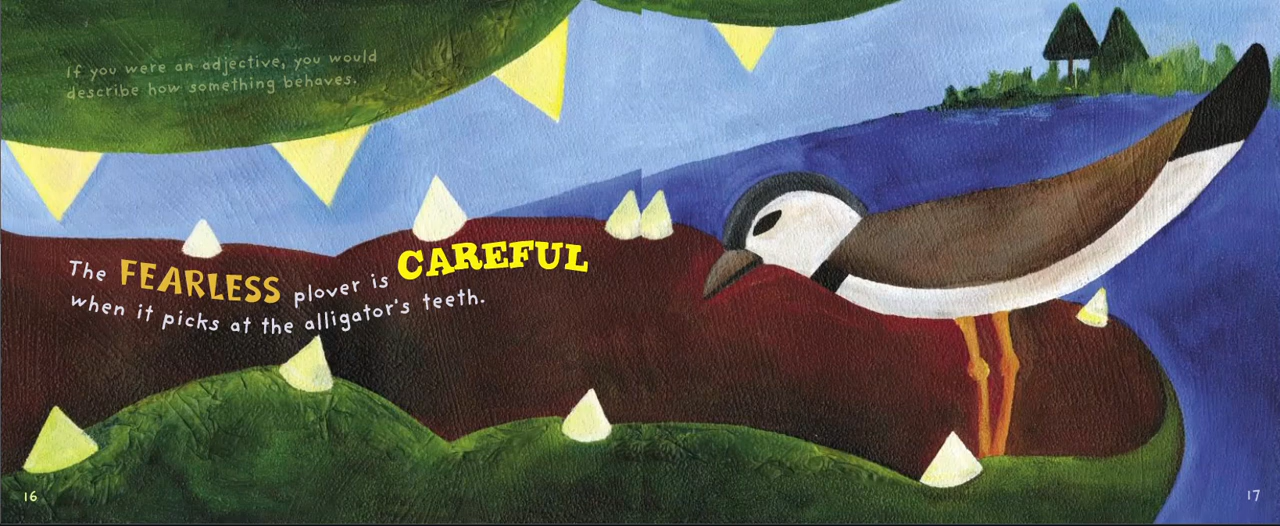 If you were an adjective, you would
describe how something behaves.
The FEARLESS plover is CAREFUL
when it picks at the alligator's teeth.
16
17